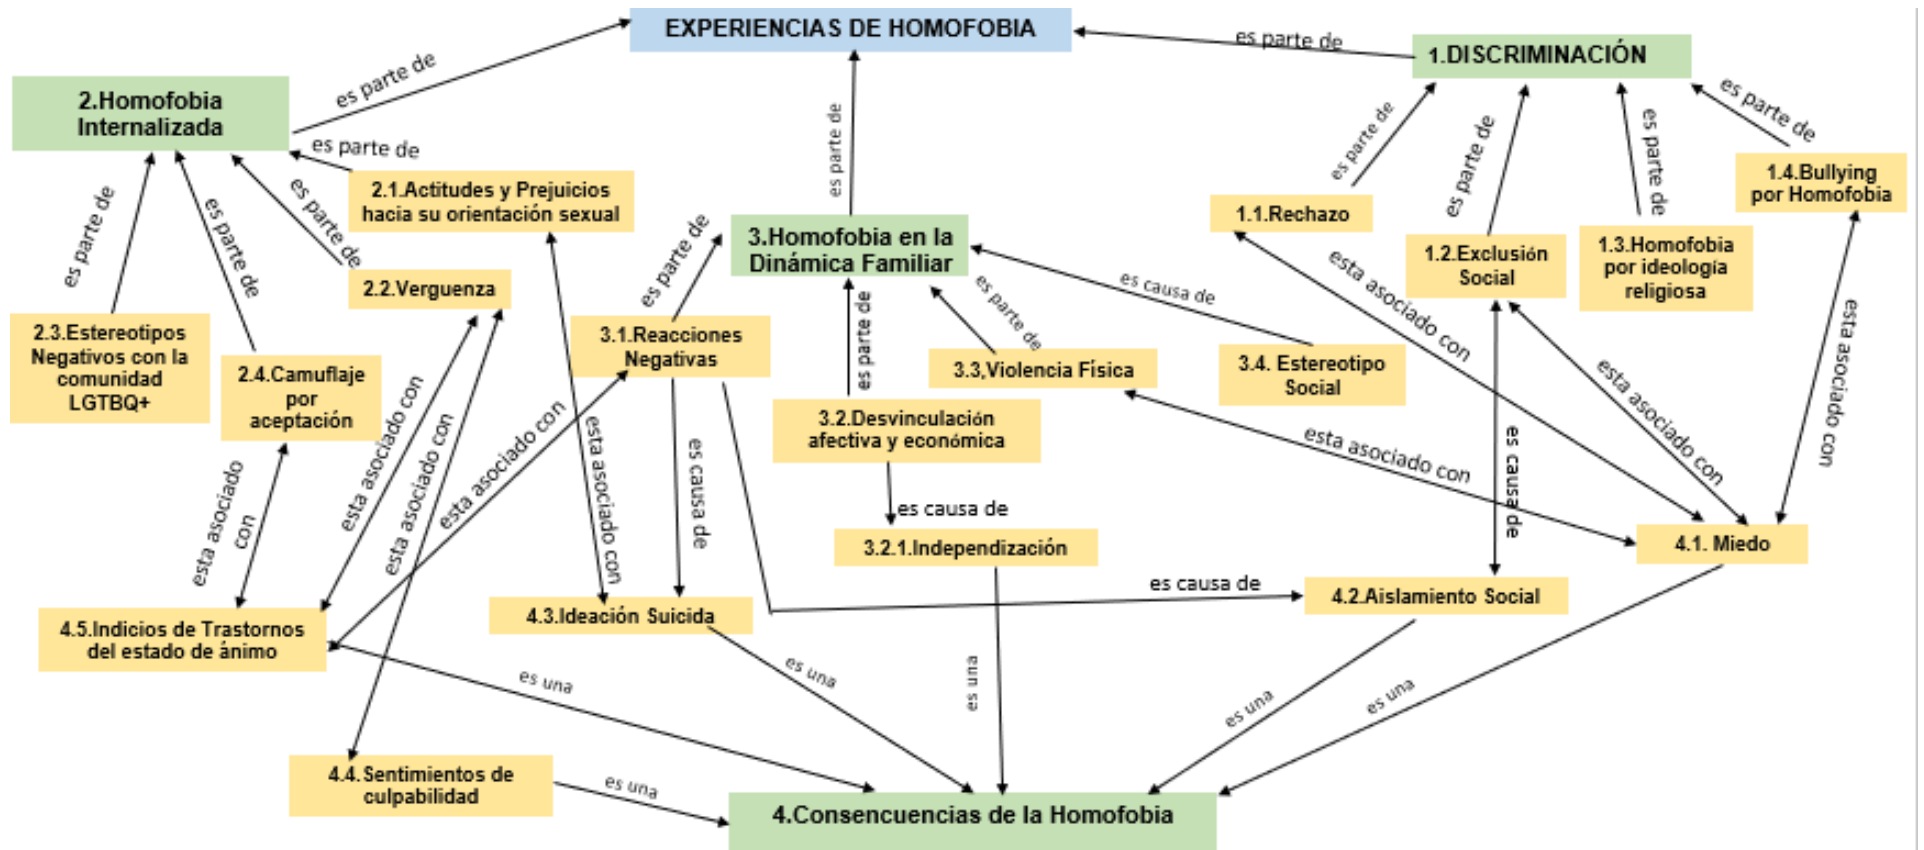 EXPERIENCIAS DE HOMOFOBIA
es parte de
1.DISCRIMINACIÓN
es parte de
2.Homofobia
Internalizada
es parte de
es parte de
es parte de
es parte de
es parte de
es parte de
1.4.Bullying
por Homofobia
es parte de
2.1.Actitudes y Prejuicios
hacia su orientación sexual
1.1.Rechazo
es parte de
es parte de
es parte de
es parte de
3.Homofobia en la
Dinámica Familiar
1.2.Exclusión
Social
1.3.Homofobia
por ideología
religiosa
2.2.Verguenza
es parte de
es causa de
esta asociado con
2.3.Estereotipos
Negativos con la
comunidad
LGTBQ+
3.1.Reacciones
Negativas
es parte de
es parte de
esta asociado con
2.4.Camuflaje
por
aceptación
3.3,Violencia Física
3.4. Estereotipo
Social
esta asociado con
3.2.Desvinculación
afectiva y económica
esta asociado con
esta asociado con
esta asociado con
esta asociado con
es causa de
esta asociado con
es causa de
esta asociado
con
es causa de
3.2.1.Independización
4.1. Miedo
es causa de
4.2.Aislamiento Social
4.3.Ideación Suicida
4.5.Indicios de Trastornos
del estado de ánimo
es una
es una
es una
es una
es una
4.4.Sentimientos de
culpabilidad
es una
4.Consencuencias de la Homofobia